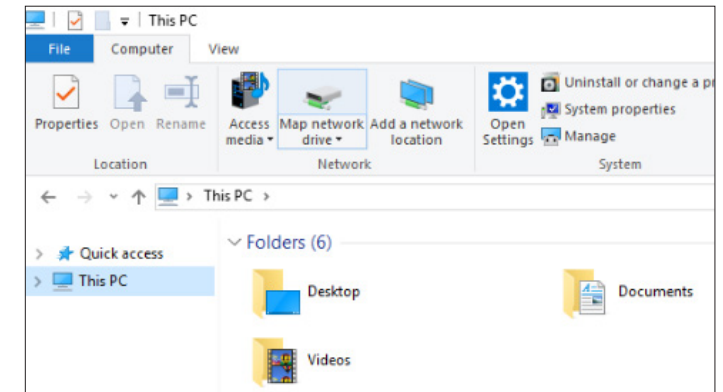 This PC
File Computer View
Properties Open Rename Access media Map network drive Add a network location Open Settings Uninstall or change a pr
System properties
Manage
Location Network System
This PC
Quick access
This PC
Folders (6)
Desktop Documents
Videos